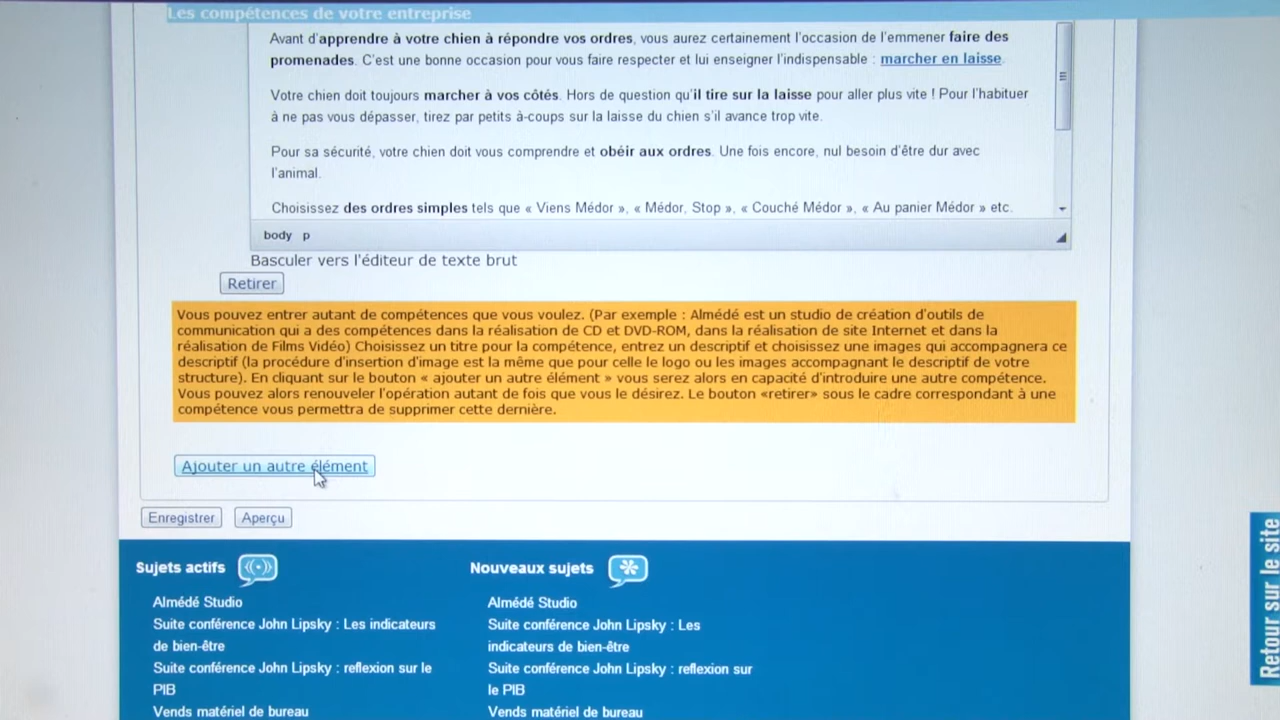 Les compétences de votre entreprise
Avant d'apprendre à votre chien à répondre vos ordres, vous aurez certainement l'occasion de l'emmener faire des
promenades. C'est une bonne occasion pour vous faire respecter et lui enseigner l'indispensable : marcher en laisse.
Votre chien doit toujours marcher à vos côtés. Hors de question qu'il tire sur la laisse pour aller plus vite ! Pour l'habituer
à ne pas vous dépasser, tirez par petits à-coups sur la laisse du chien s'il avance trop vite.
Pour sa sécurité, votre chien doit vous comprendre et obéir aux ordres. Une fois encore, nul besoin d'être dur avec
l'animal.
Choisissez des ordres simples tels que « Viens Médor », « Médor, Stop », « Couché Médor », « Au panier Médor » etc.
body p
Basculer vers l'éditeur de texte brut
Retirer
Vous pouvez entrer autant de compétences que vous voulez. (Par exemple : Almédé est un studio de création d'outils de
communication qui a des compétences dans la réalisation de CD et DVD-ROM, dans la réalisation de site Internet et dans la
réalisation de Films Vidéo) Choisissez un titre pour la compétence, entrez un descriptif et choisissez une images qui accompagnera ce
descriptif (la procédure d'insertion d'image est la même que pour celle le logo ou les images accompagnant le descriptif de votre
structure). En cliquant sur le bouton « ajouter un autre élément » vous serez alors en capacité d'introduire une autre compétence.
Vous pouvez alors renouveler l'opération autant de fois que vous le désirez. Le bouton «retirer» sous le cadre correspondant à une
compétence vous permettra de supprimer cette dernière.
Ajouter un autre élément
Enregistrer Aperçu
Sujets actifs
Almédé Studio
Suite conférence John Lipsky : Les indicateurs
de bien-être
Suite conférence John Lipsky : reflexion sur le
PIB
Vends matériel de bureau
Nouveaux sujets
Almédé Studio
Suite conférence John Lipsky : Les
indicateurs de bien-être
Suite conférence John Lipsky : reflexion sur
le PIB
Vends matériel de bureau
Retour sur le site